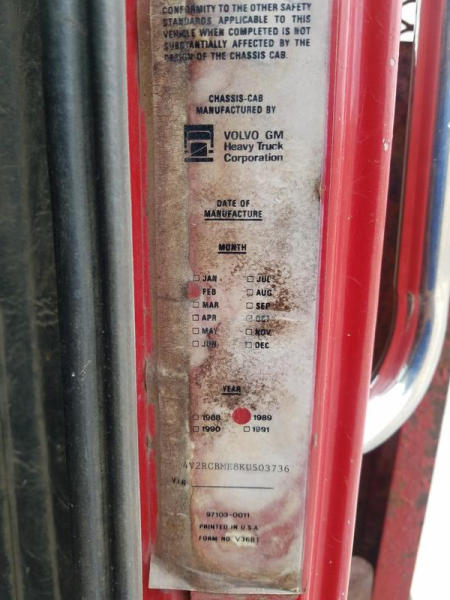 CONFORMITY TO THE OTHER SAFETY
STANDARDS APPLICABLE TO THIS
VEHICLE WHEN COMPLETED IS NOT
SUBSTANTIALLY AFFECTED BY THE
DESIGN OF THE CHASSIS CAB.
CHASSIS-CAB
MANUFACTURED BY
VOLVO GM
Heavy Truck
Corporation
DATE OF
MANUFACTURE
MONTH
JAN JUL
FEB AUG
MAR SEP
APR OCT
MAY NOV
JUN DEC
YEAR
1988 1989
1990 1991
4V2RCBME8KU503736
VIN
97103-0011
PRINTED IN U.S.A
FORM NO V3681